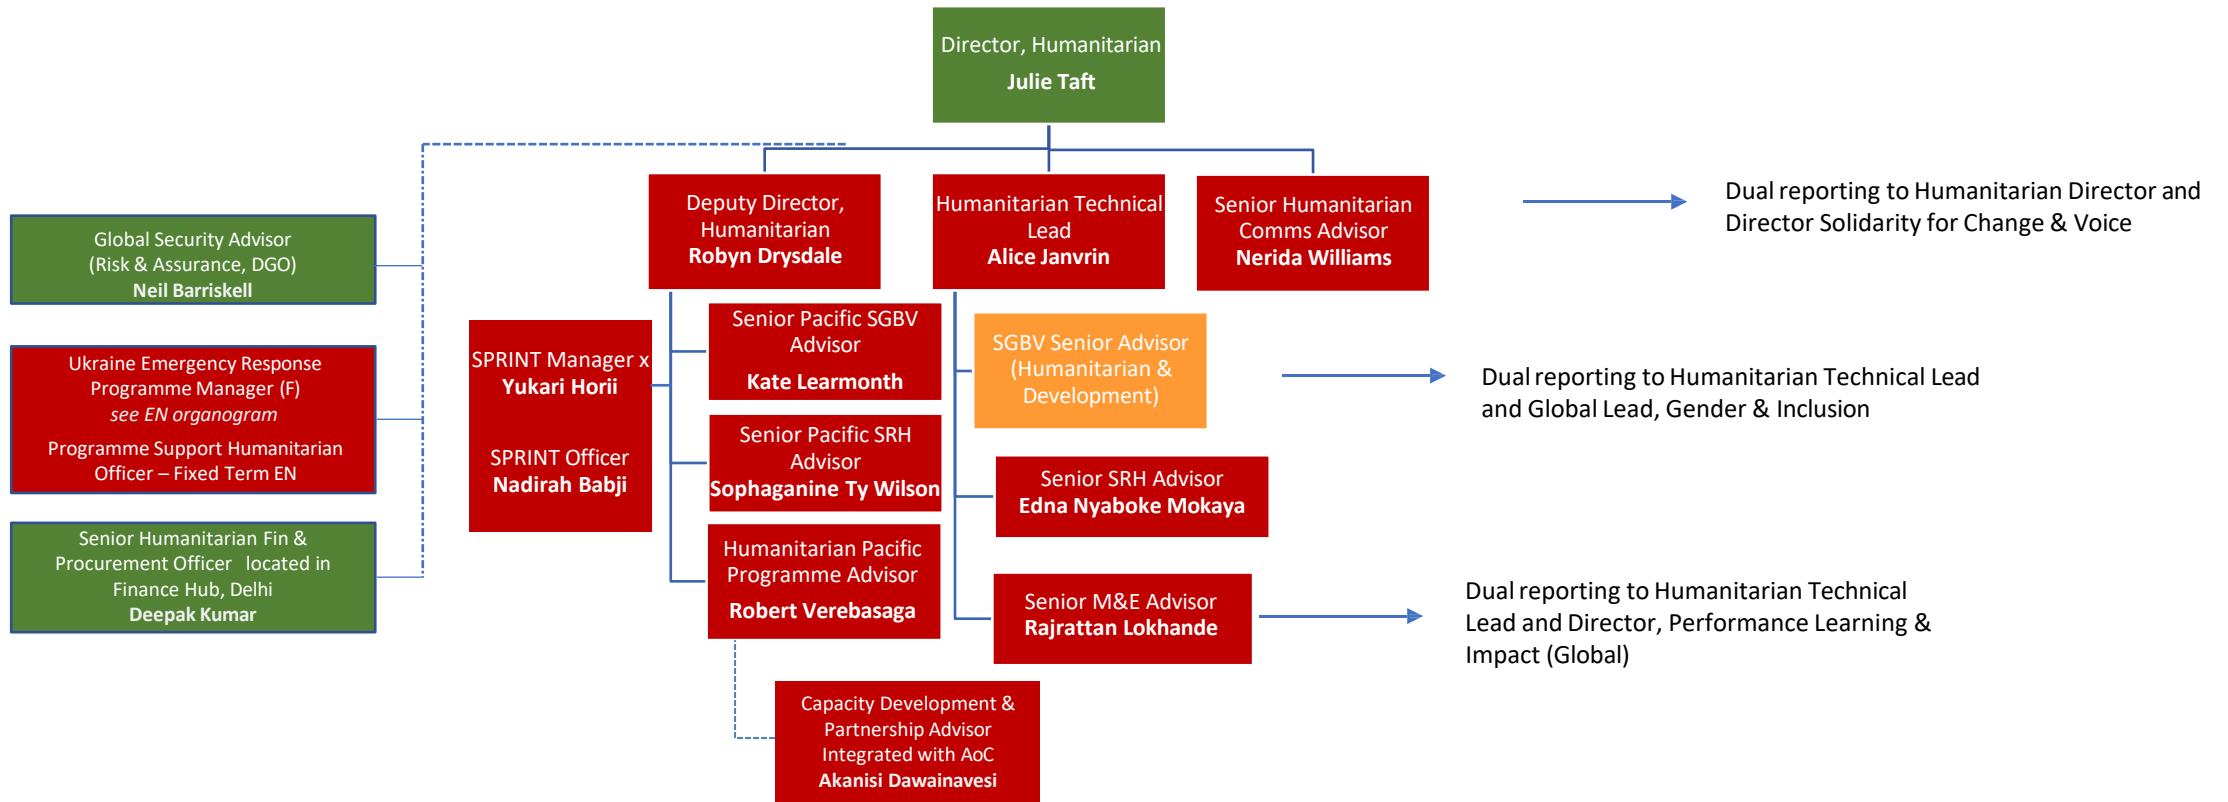 Director, Humanitarian
Julie Taft
Deputy Director,
Humanitarian
Robyn Drysdale
Humanitarian Technical
Lead
Alice Janvrin
Senior Humanitarian
Comms Advisor
Nerida Williams
Dual reporting to Humanitarian Director and
Director Solidarity for Change & Voice
Global Security Advisor
(Risk & Assurance, DGO)
Neil Barriskell
Ukraine Emergency Response
Programme Manager (F)
see EN organogram
Programme Support Humanitarian
Officer – Fixed Term EN
Senior Humanitarian Fin &
Procurement Officer located in
Finance Hub, Delhi
Deepak Kumar
SPRINT Manager x
Yukari Horii
SPRINT Officer
Nadirah Babji
Senior Pacific SGBV
Advisor
Kate Learmonth
Senior Pacific SRH
Advisor
Sophaganine Ty Wilson
Humanitarian Pacific
Programme Advisor
Robert Verebasaga
Capacity Development &
Partnership Advisor
Integrated with AoC
Akanisi Dawainavesi
SGBV Senior Advisor
(Humanitarian &
Development)
Dual reporting to Humanitarian Technical Lead
and Global Lead, Gender & Inclusion
Senior SRH Advisor
Edna Nyaboke Mokaya
Senior M&E Advisor
Rajrattan Lokhande
Dual reporting to Humanitarian Technical
Lead and Director, Performance Learning &
Impact (Global)